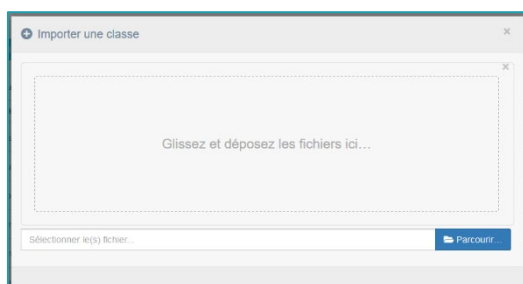 Importer une classe
Glissez et déposez les fichiers ici...
Sélectionner le(s) fichier...
Parcourir...